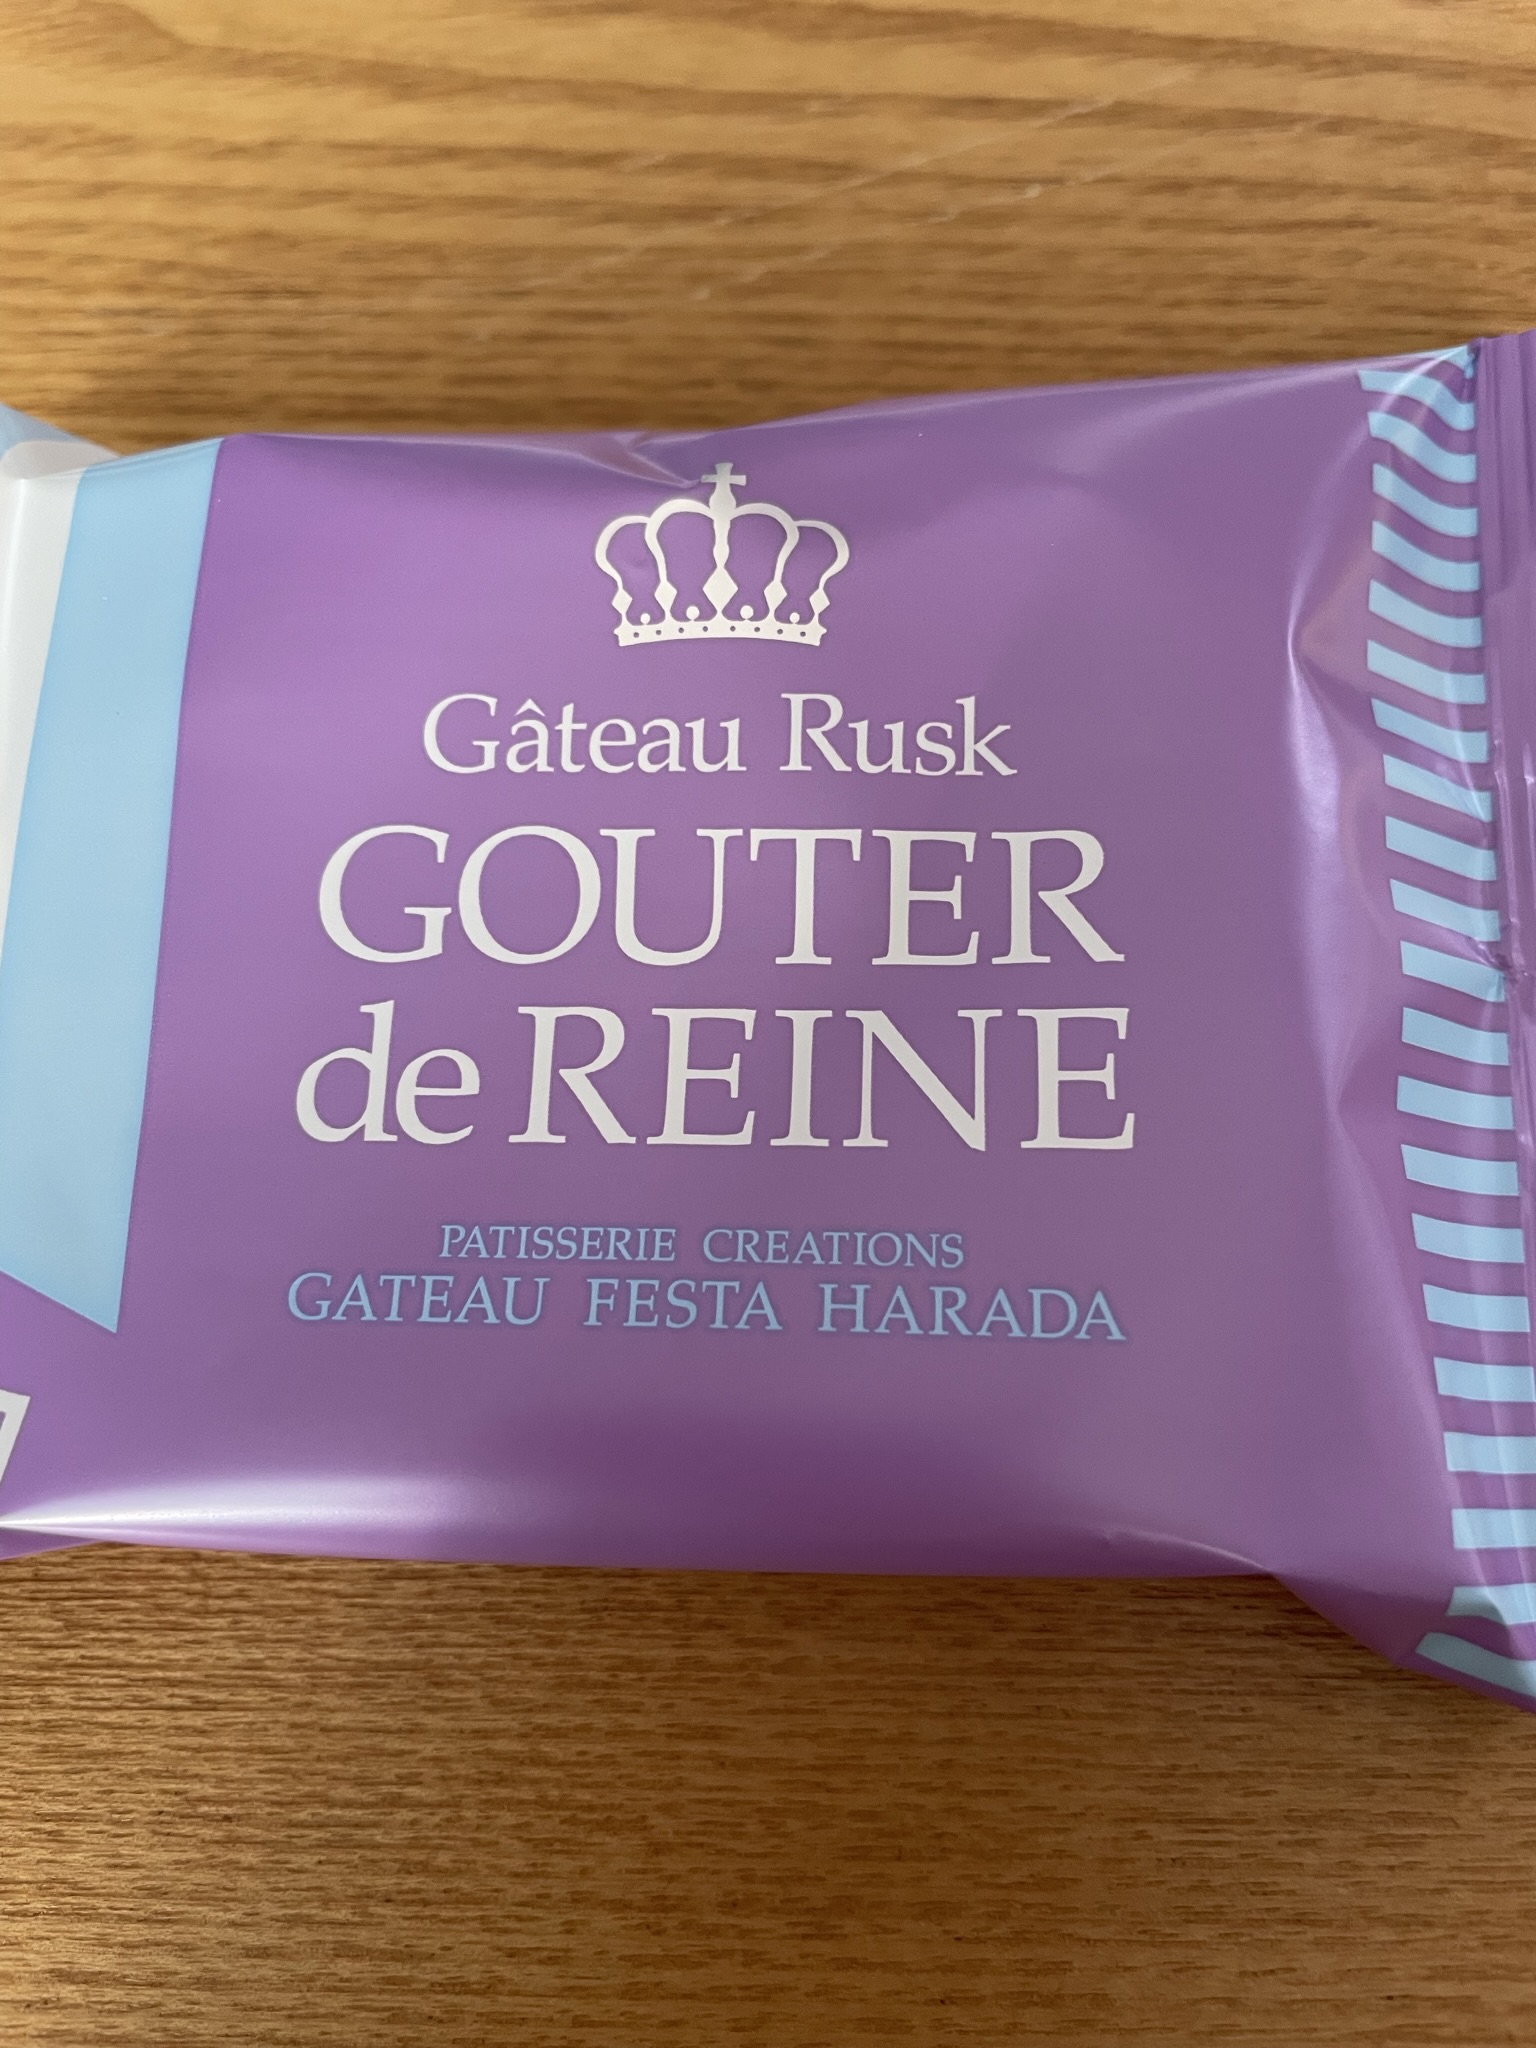 Gâteau Rusk
GOUTER
de REINE
PATISSERIE CREATIONS
GATEAU FESTA HARADA